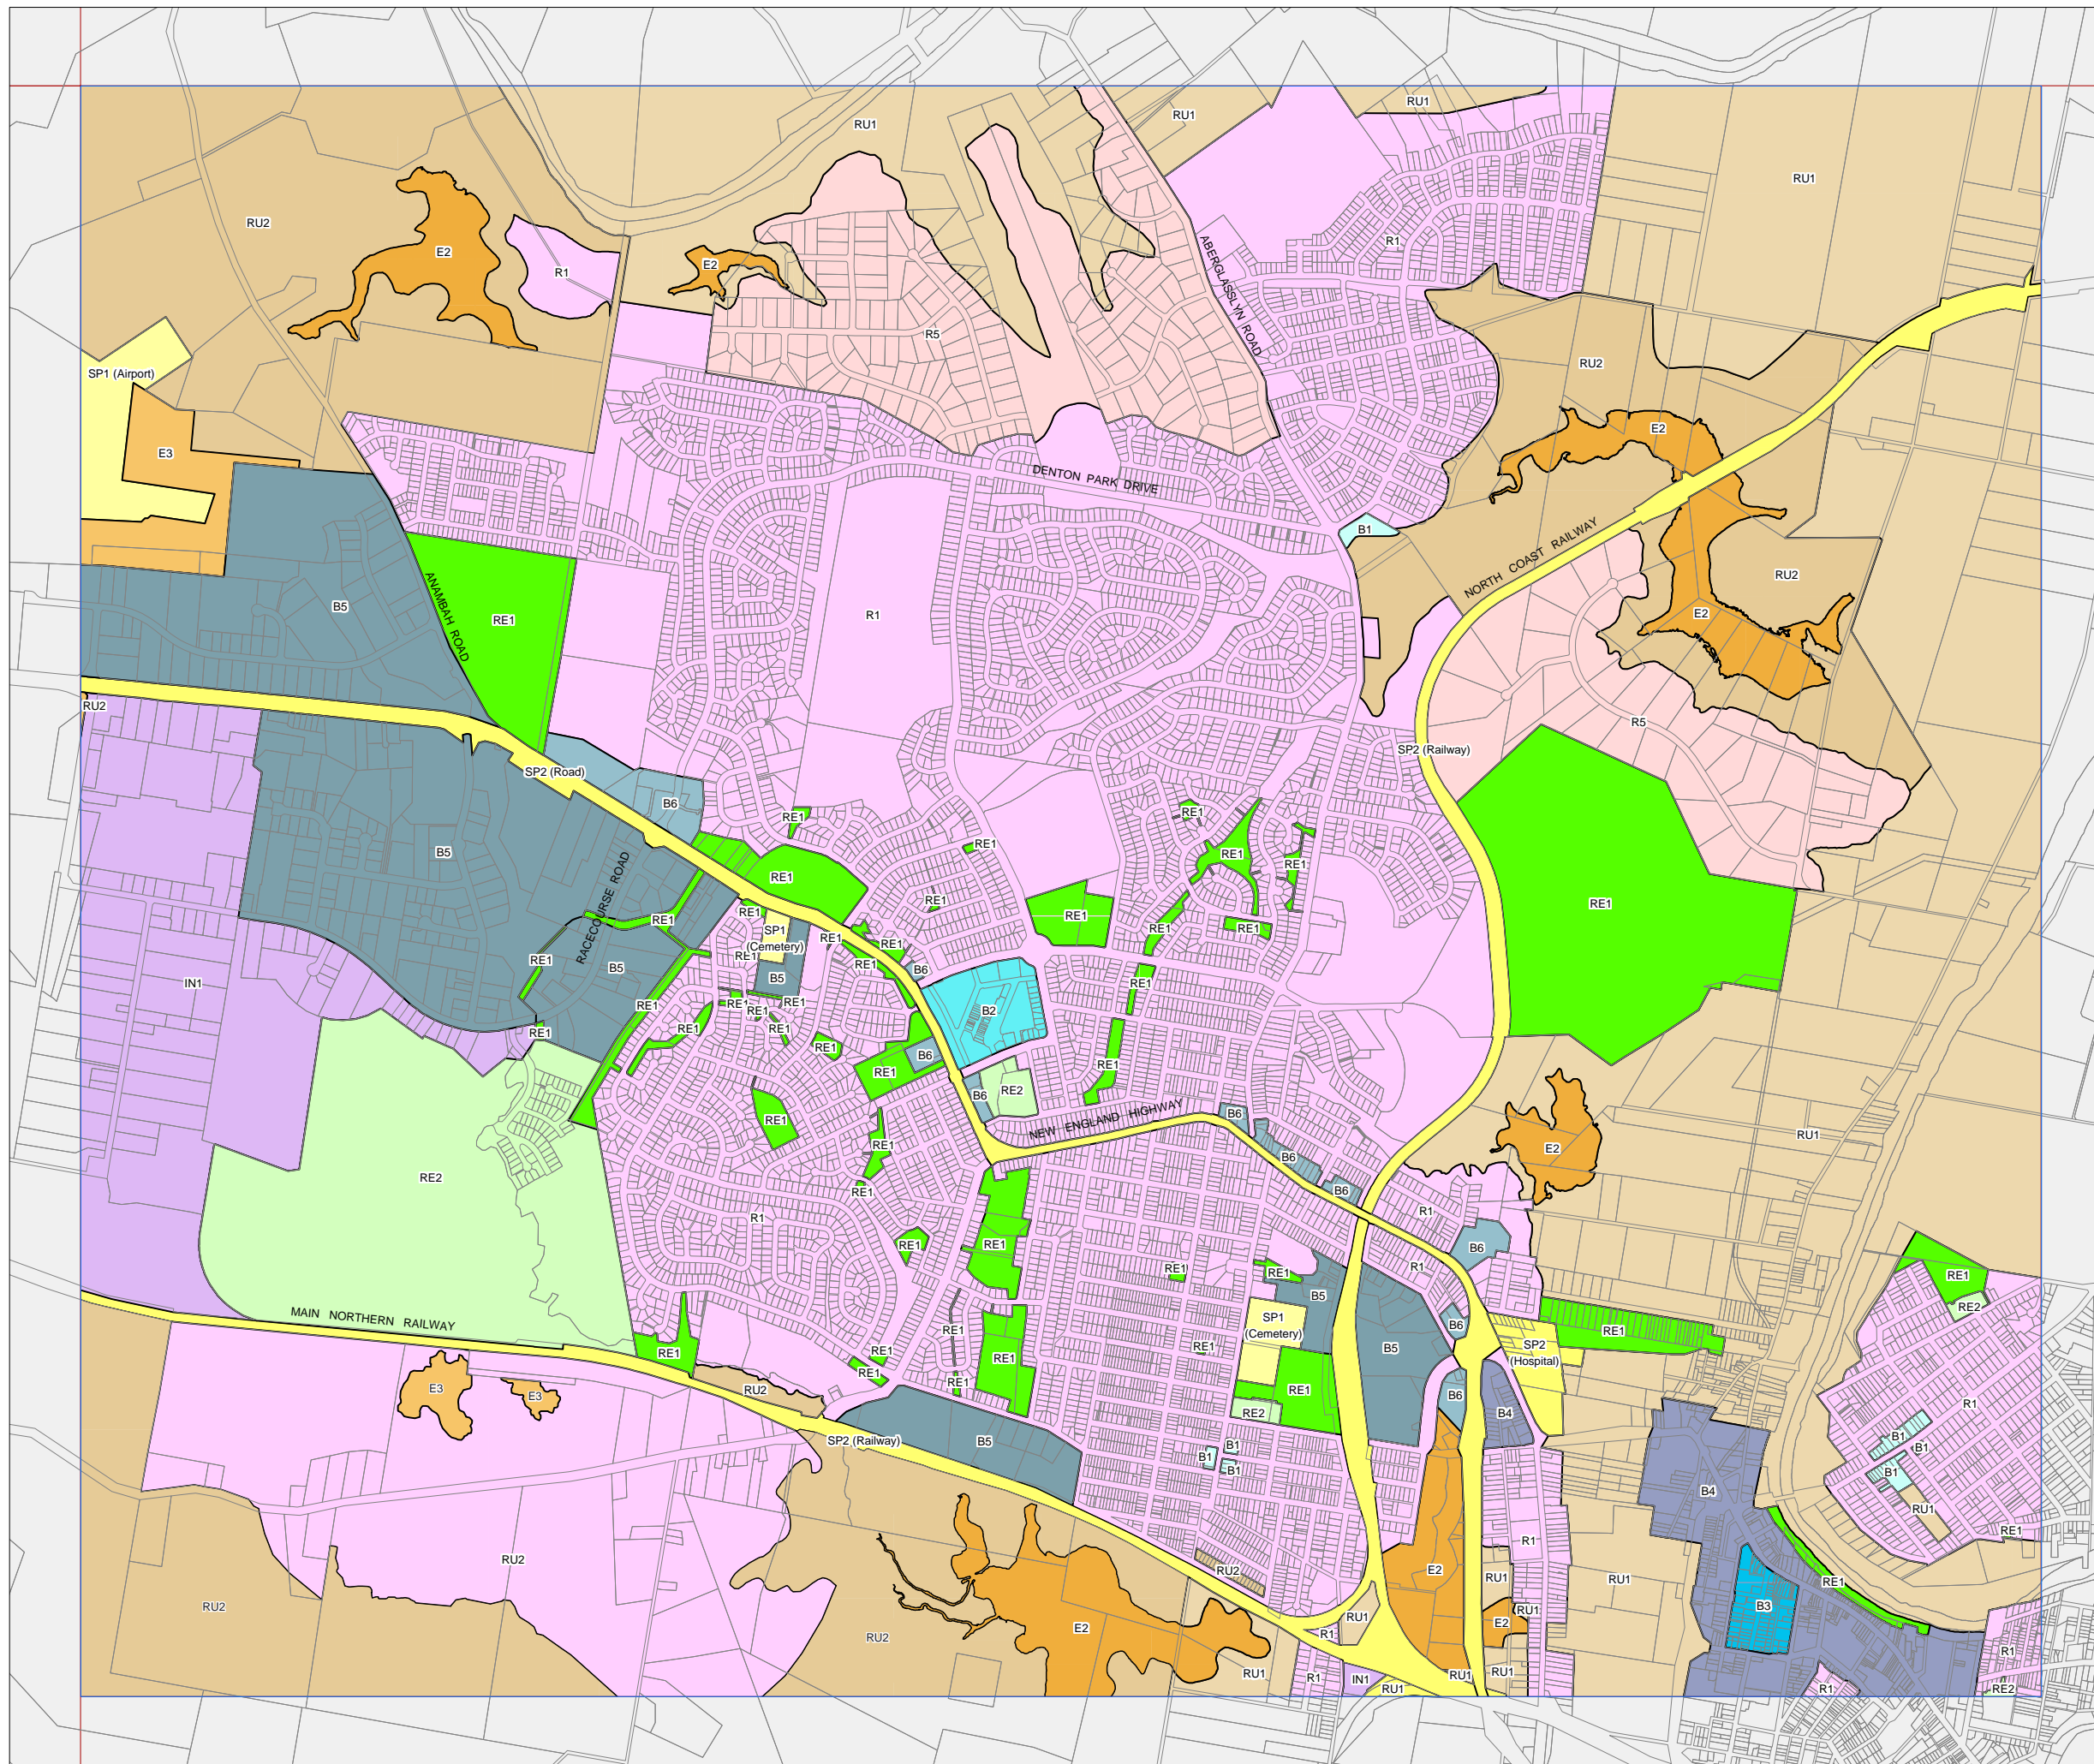 RU1
RU1
RU1
RU1
RU2
R1
E2
E2
R1
R5
ABERGLASSLYN ROAD
RU2
SP1 (Airport)
E3
E2
DENTON PARK DRIVE
B1
NORTH COAST RAILWAY
RU2
B5
RE1
ANAMBAH ROAD
R1
E2
RU2
R5
SP2 (Railway)
SP2 (Road)
B6
RE1
RE1
RE1
B5
RE1
RE1
RE1
RACECOURSE ROAD
RE1
RE1
RE1
RE1
RE1
RE1
RE1
SP1
(Cemetery)
RE1
RE1
RE1
RE1
RE1
B5
B6
B5
IN1
RE1
RE1
RE1
RE1
RE1
RE1
RE1
RE1
B2
RE1
RE1
B6
RE1
RE1
B6
RE2
NEW ENGLAND HIGHWAY
B6
RE1
RE1
B6
E2
RU1
RE2
RE1
B6
R1
R1
RE1
RE1
B6
R1
RE1
RE1
RE1
RE2
B5
MAIN NORTHERN RAILWAY
SP1
(Cemetery)
B6
RE1
RE1
SP2
(Hospital)
RE1
RE1
RE1
RE1
B5
RE1
RE1
RE1
RE1
B6
E3
E3
RU2
R1
RE2
B4
SP2 (Railway)
B5
B1
B1
B1
B1
B1
B1
B4
RU1
RE1
R1
RU2
E2
RU2
RU1
RU1
RE1
RU2
RU2
E2
RU1
RU1
E2
B3
R1
R1
RU1
R1
IN1
RU1
RU1
RU1
R1
RE2